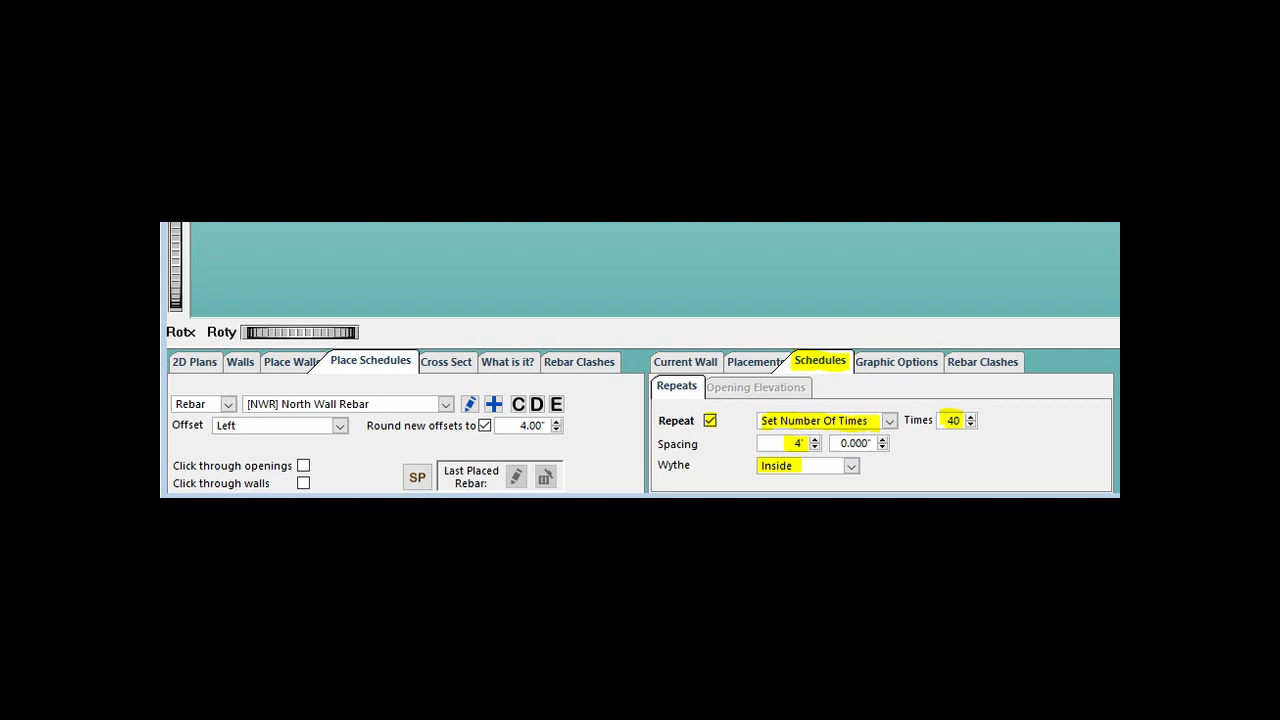 Rotx Roty
2D Plans Walls Place Walls Place Schedules Cross Sect What is it? Rebar Clashes
Rebar [NWR] North Wall Rebar C D E
Offset Left Round new offsets to 4.00"
Click through openings
Click through walls
SP
Last Placed
Rebar:
Current Wall Placement Schedules Graphic Options Rebar Clashes
Repeats Opening Elevations
Repeat Set Number Of Times Times 40
Spacing 4' 0.000"
Wythe Inside